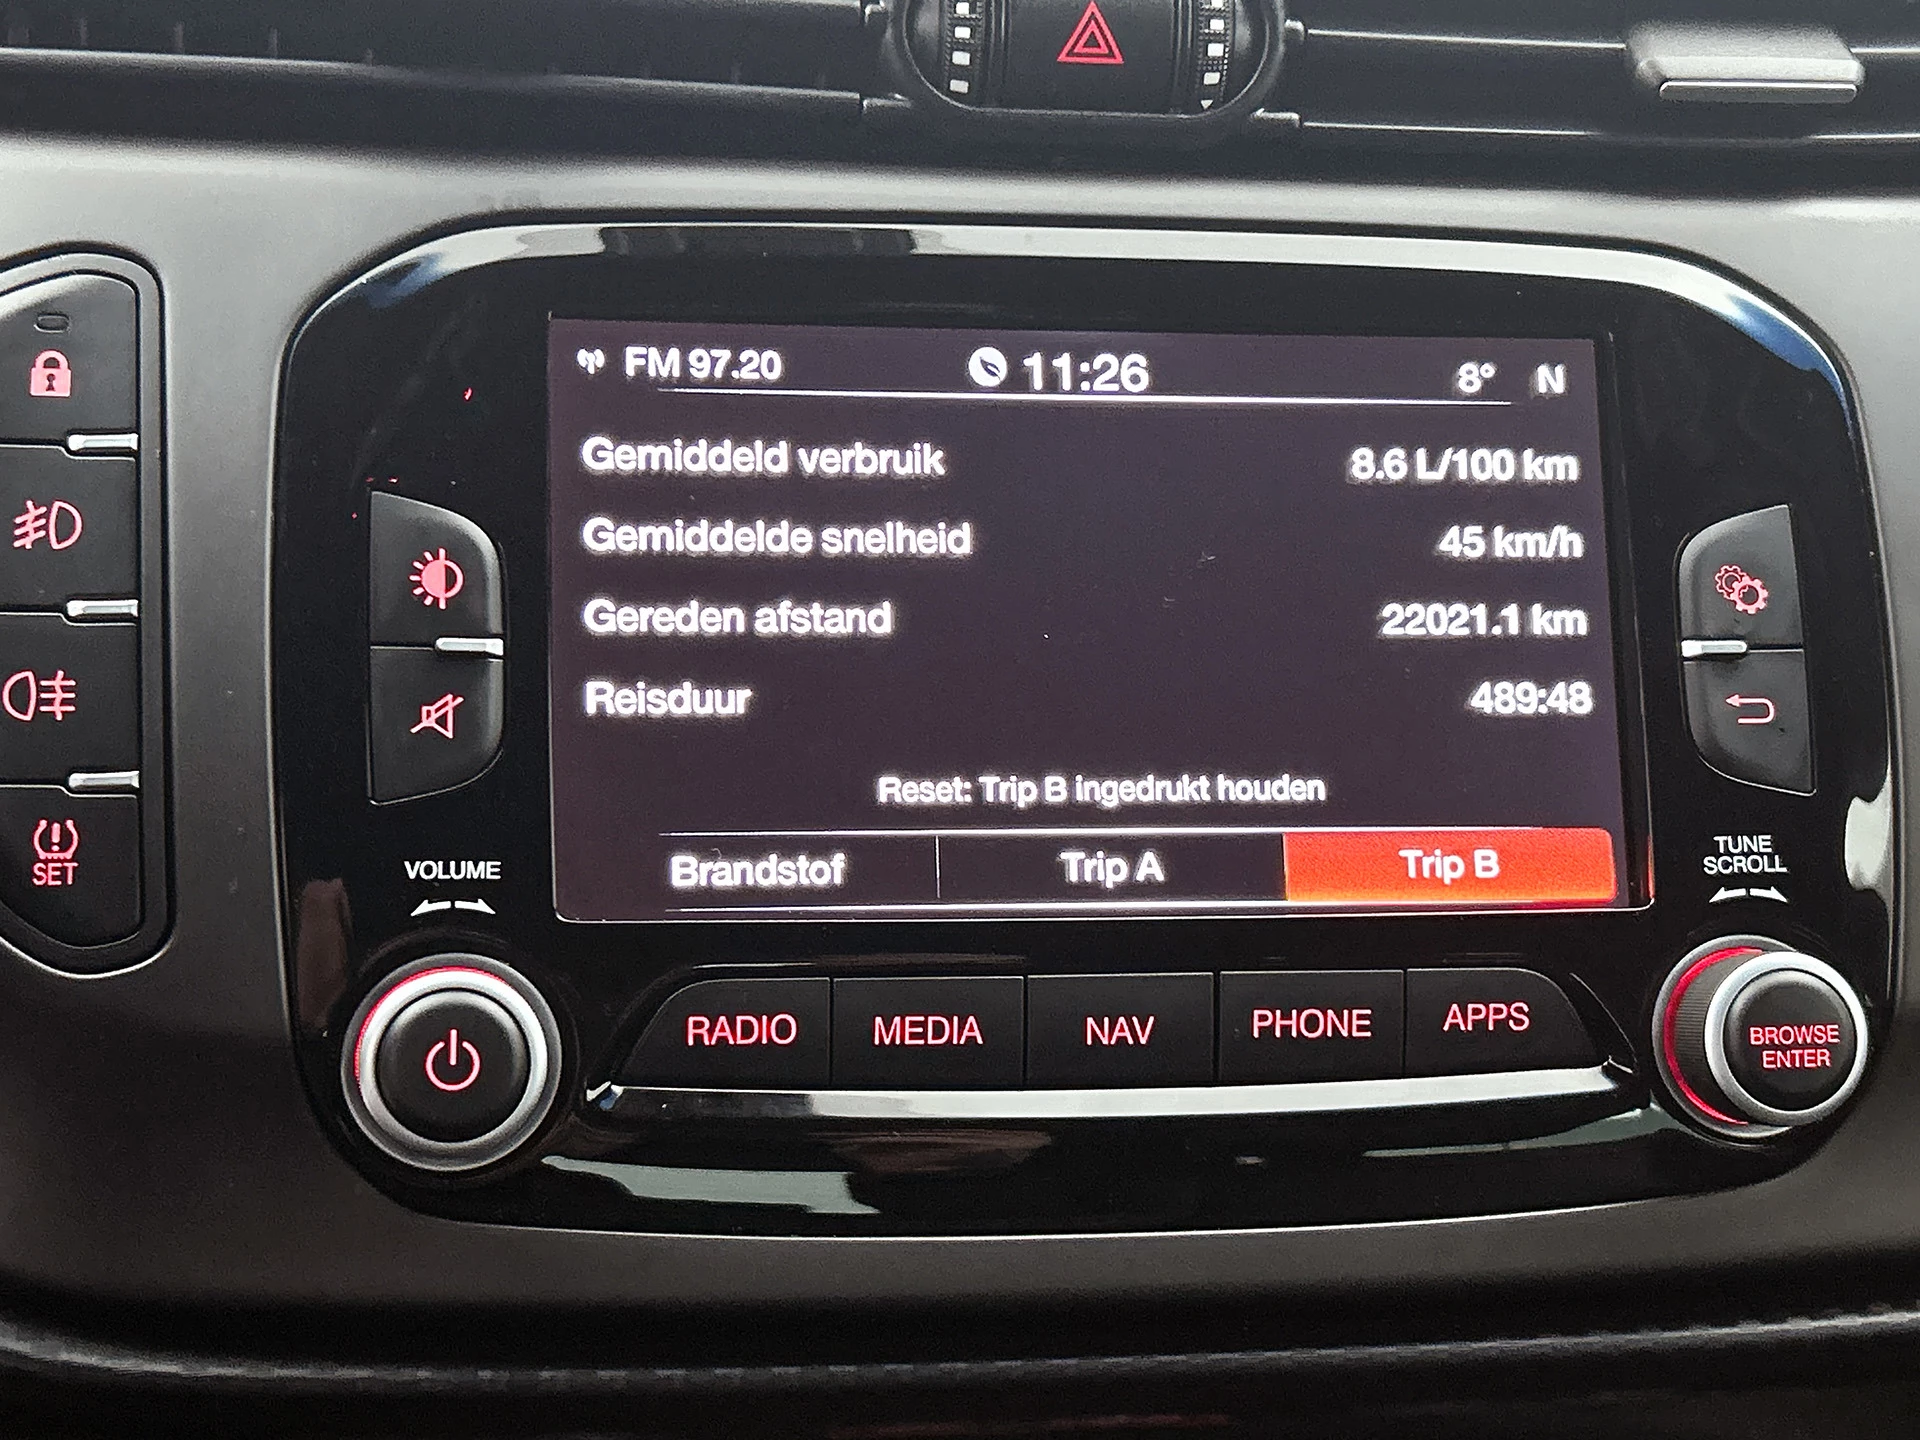 FM 97.20 11:26 8° N
Gemiddeld verbruik 8.6 L/100 km
Gemiddelde snelheid 45 km/h
Gereden afstand 22021.1 km
Reisduur 489:48
Reset: Trip B ingedrukt houden
Brandstof Trip A Trip B
SET
VOLUME
TUNE
SCROLL
RADIO MEDIA NAV PHONE APPS
BROWSE
ENTER